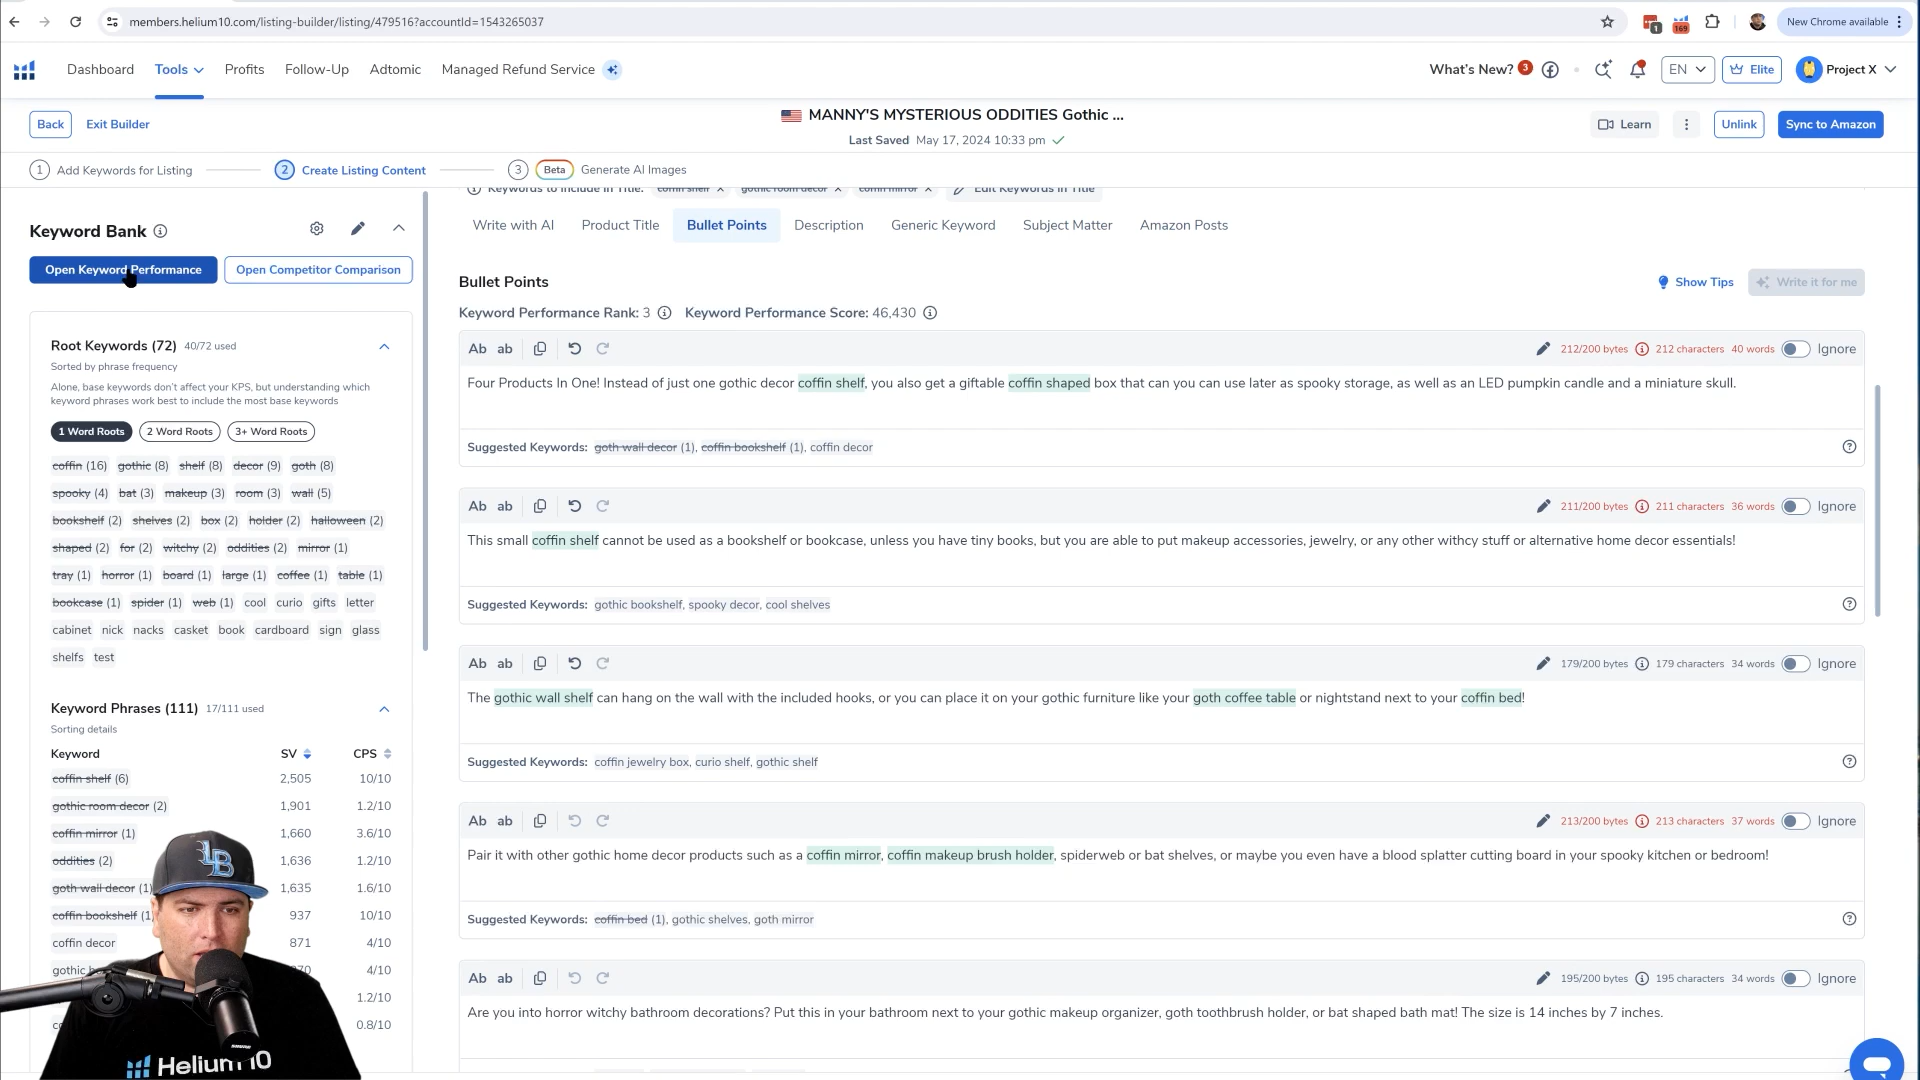 members.helium10.com/listing-builder/listing/479516?accountId=1543265037
1
169
New Chrome available
Dashboard
Tools
Profits
Follow-Up
Adtomic
Managed Refund Service
What's New? 3
EN
Elite
Project X
Back
Exit Builder
MANNY'S MYSTERIOUS ODDITIES Gothic ...
Last Saved May 17, 2024 10:33 pm
Learn
Unlink
Sync to Amazon
1 Add Keywords for Listing
2 Create Listing Content
3 Beta Generate AI Images
Keyword Bank
Open Keyword Performance
Open Competitor Comparison
Root Keywords (72) 40/72 used
Sorted by phrase frequency
Alone, base keywords don't affect your KPS, but understanding which
keyword phrases work best to include the most base keywords
1 Word Roots 2 Word Roots 3+ Word Roots
coffin (16) gothic (8) shelf (8) decor (9) goth (8)
spooky (4) bat (3) makeup (3) room (3) wall (5)
bookshelf (2) shelves (2) box (2) holder (2) halloween (2)
shaped (2) for (2) witchy (2) oddities (2) mirror (1)
tray (1) horror (1) board (1) large (1) coffee (1) table (1)
bookcase (1) spider (1) web (1) cool curio gifts letter
cabinet nick nacks casket book cardboard sign glass
shelfs test
Keyword Phrases (111) 17/111 used
Sorting details
Keyword SV CPS
coffin shelf (6) 2,505 10/10
gothic room decor (2) 1,901 1.2/10
coffin mirror (1) 1,660 3.6/10
oddities (2) 1,636 1.2/10
goth wall decor (1) 1,635 1.6/10
coffin bookshelf (1 937 10/10
coffin decor 871 4/10
gothic 4/10
1.2/10
0.8/10
LB
Helium 10
Keywords to Include in Title: coffin shelf × gothic room decor × coffin mirror × Edit Keywords in Title
Write with AI Product Title Bullet Points Description Generic Keyword Subject Matter Amazon Posts
Bullet Points
Show Tips
Write it for me
Keyword Performance Rank: 3 Keyword Performance Score: 46,430
Ab ab 212/200 bytes 212 characters 40 words Ignore
Four Products In One! Instead of just one gothic decor coffin shelf, you also get a giftable coffin shaped box that can you can use later as spooky storage, as well as an LED pumpkin candle and a miniature skull.
Suggested Keywords: goth wall decor (1), coffin bookshelf (1), coffin decor
Ab ab 211/200 bytes 211 characters 36 words Ignore
This small coffin shelf cannot be used as a bookshelf or bookcase, unless you have tiny books, but you are able to put makeup accessories, jewelry, or any other withcy stuff or alternative home decor essentials!
Suggested Keywords: gothic bookshelf, spooky decor, cool shelves
Ab ab 179/200 bytes 179 characters 34 words Ignore
The gothic wall shelf can hang on the wall with the included hooks, or you can place it on your gothic furniture like your goth coffee table or nightstand next to your coffin bed!
Suggested Keywords: coffin jewelry box, curio shelf, gothic shelf
Ab ab 213/200 bytes 213 characters 37 words Ignore
Pair it with other gothic home decor products such as a coffin mirror, coffin makeup brush holder, spiderweb or bat shelves, or maybe you even have a blood splatter cutting board in your spooky kitchen or bedroom!
Suggested Keywords: coffin bed (1), gothic shelves, goth mirror
Ab ab 195/200 bytes 195 characters 34 words Ignore
Are you into horror witchy bathroom decorations? Put this in your bathroom next to your gothic makeup organizer, goth toothbrush holder, or bat shaped bath mat! The size is 14 inches by 7 inches.